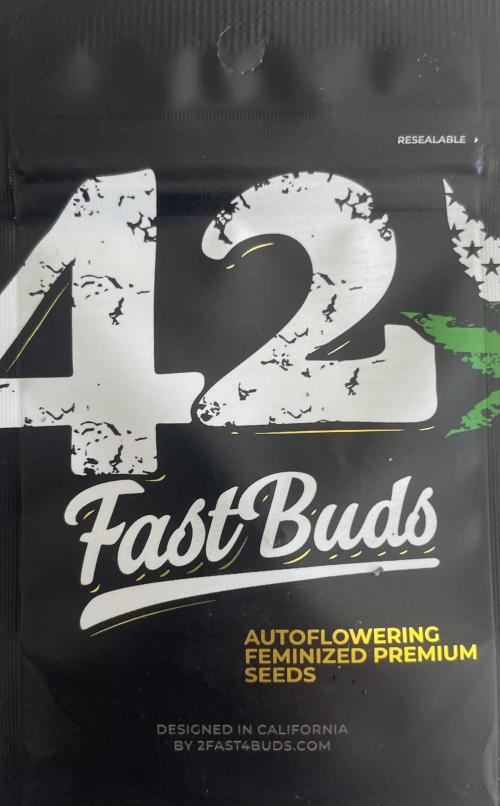 RESEALABLE
42
Fast Buds
AUTOFLOWERING
FEMINIZED PREMIUM
SEEDS
DESIGNED IN CALIFORNIA
BY 2FAST4BUDS.COM